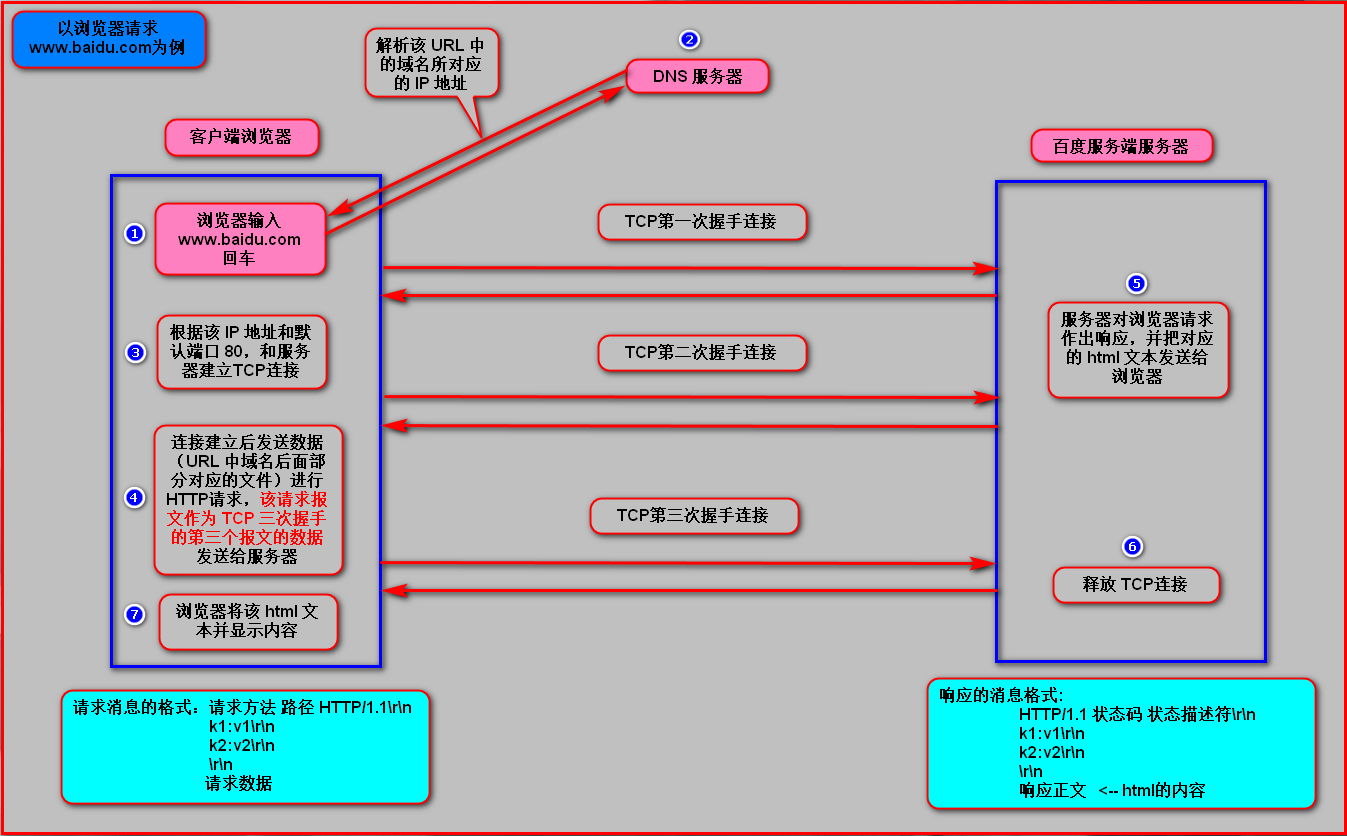 以浏览器请求
www.baidu.com为例
解析该 URL 中
的域名所对应
的 IP 地址
2
DNS 服务器
客户端浏览器
百度服务端服务器
1
浏览器输入
www.baidu.com
回车
TCP第一次握手连接
3
根据该 IP 地址和默
认端口 80，和服务
器建立TCP连接
TCP第二次握手连接
5
服务器对浏览器请求
作出响应，并把对应
的 html 文本发送给
浏览器
4
连接建立后发送数据
（URL 中域名后面部
分对应的文件）进行
HTTP请求，该请求报
文作为 TCP 三次握手
的第三个报文的数据
发送给服务器
TCP第三次握手连接
6
释放 TCP连接
7
浏览器将该 html 文
本并显示内容
请求消息的格式：请求方法 路径 HTTP/1.1\r\n
k1:v1\r\n
k2:v2\r\n
\r\n
请求数据
响应的消息格式:
HTTP/1.1 状态码 状态描述符\r\n
k1:v1\r\n
k2:v2\r\n
\r\n
响应正文 <-- html的内容